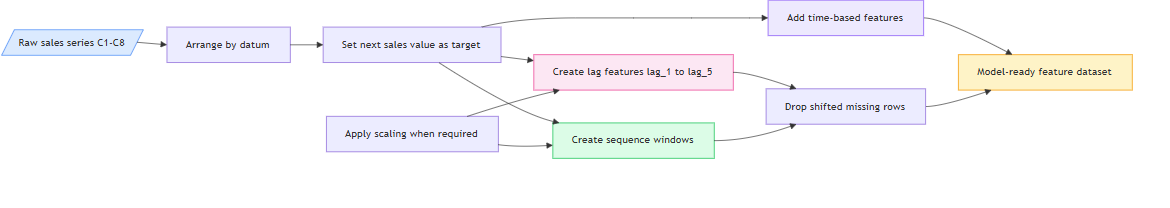 Raw sales series C1-C8
Arrange by datum
Set next sales value as target
Add time-based features
Create lag features lag_1 to lag_5
Model-ready feature dataset
Drop shifted missing rows
Apply scaling when required
Create sequence windows